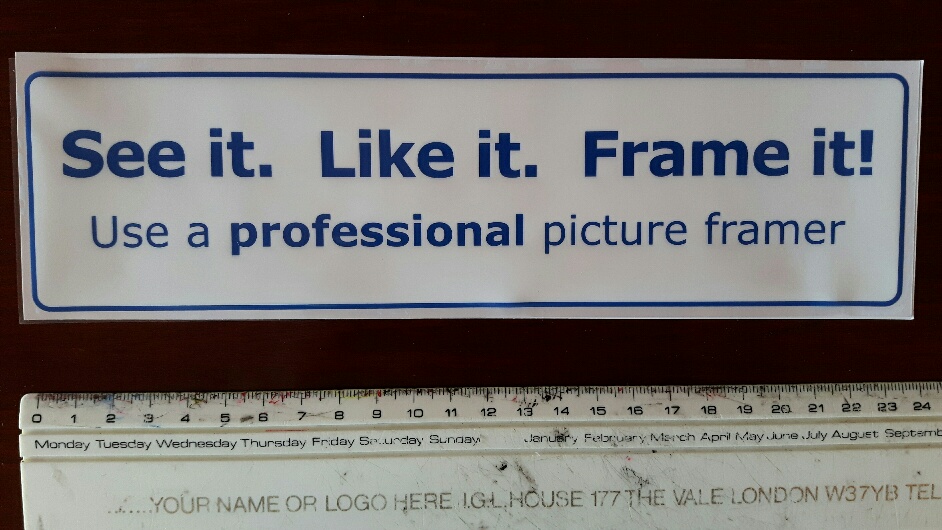 See it. Like it. Frame it!
Use a professional picture framer
0 1 2 3 4 5 6 7 8 9 10 11 12 13 14 15 16 17 18 19 20 21 22 23 24
Monday Tuesday Wednesday Thursday Friday Saturday Sunday January February March April May June July August Septemb
......YOUR NAME OR LOGO HERE I.G.L. HOUSE 177 THE VALE LONDON W37YB TEL